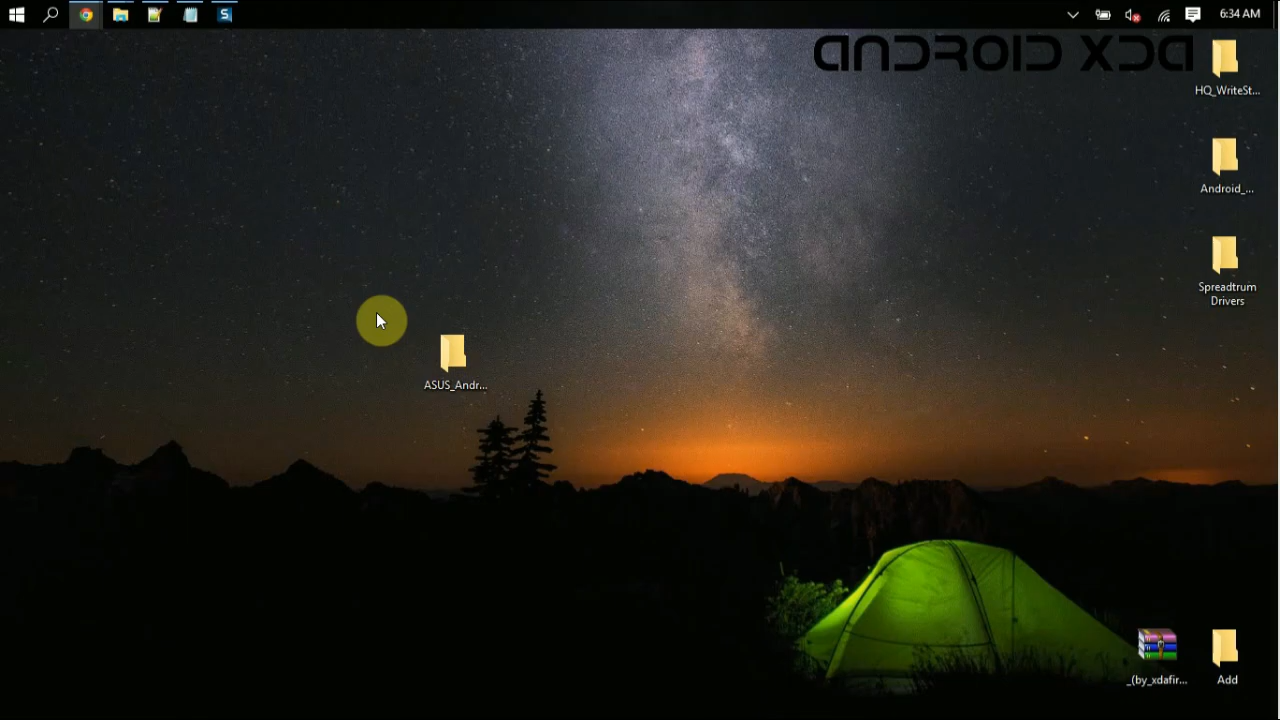 6:34 AM
ANDROID XDA
HQ_WriteSt...
Android_...
Spreadtrum
Drivers
ASUS_Andr...
_(by_xdafir...
Add